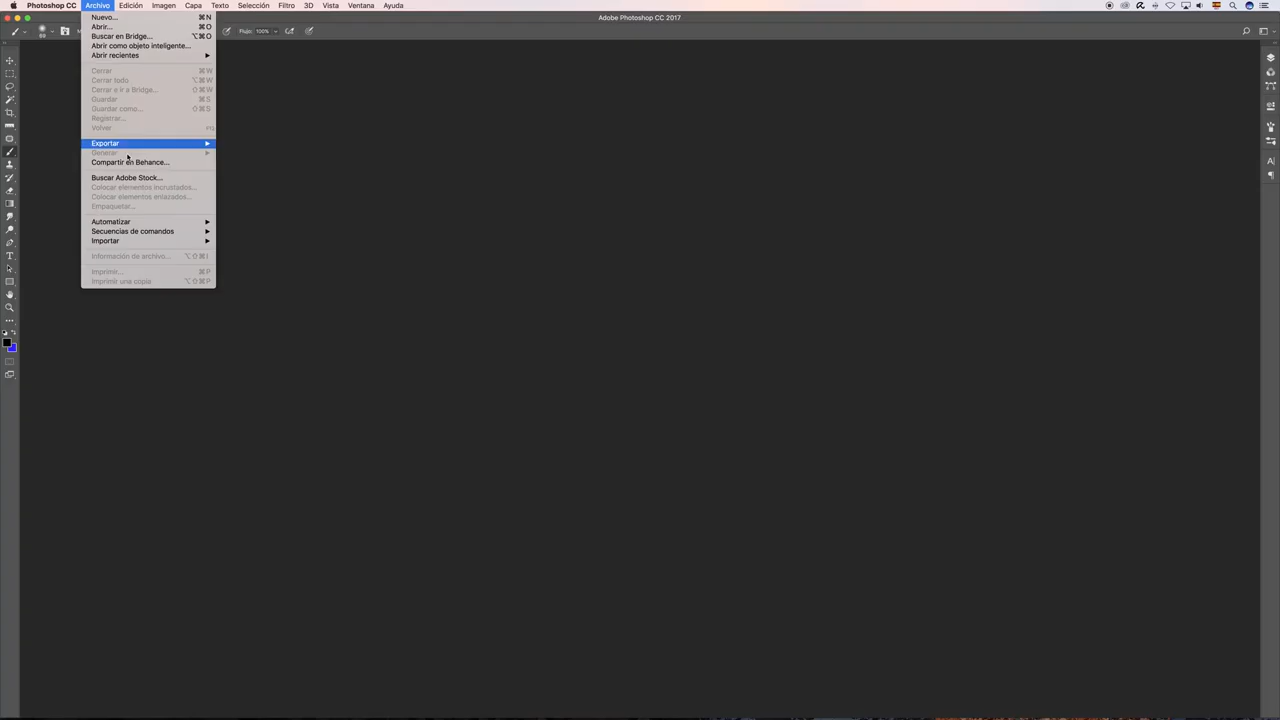 Photoshop CC Archivo Edición Imagen Capa Texto Selección Filtro 3D Vista Ventana Ayuda
Adobe Photoshop CC 2017
Flujo: 100%
Nuevo... ⌘N
Abrir... ⌘O
Buscar en Bridge... ⌥⌘O
Abrir como objeto inteligente...
Abrir recientes
Cerrar ⌘W
Cerrar todo ⌥⌘W
Cerrar e ir a Bridge... ⇧⌘W
Guardar ⌘S
Guardar como... ⇧⌘S
Registrar...
Volver
Exportar
Generar
Compartir en Behance...
Buscar Adobe Stock...
Colocar elementos incrustados...
Colocar elementos enlazados...
Empaquetar...
Automatizar
Secuencias de comandos
Importar
Información de archivo... ⌥⇧⌘I
Imprimir... ⌘P
Imprimir una copia ⌥⇧⌘P